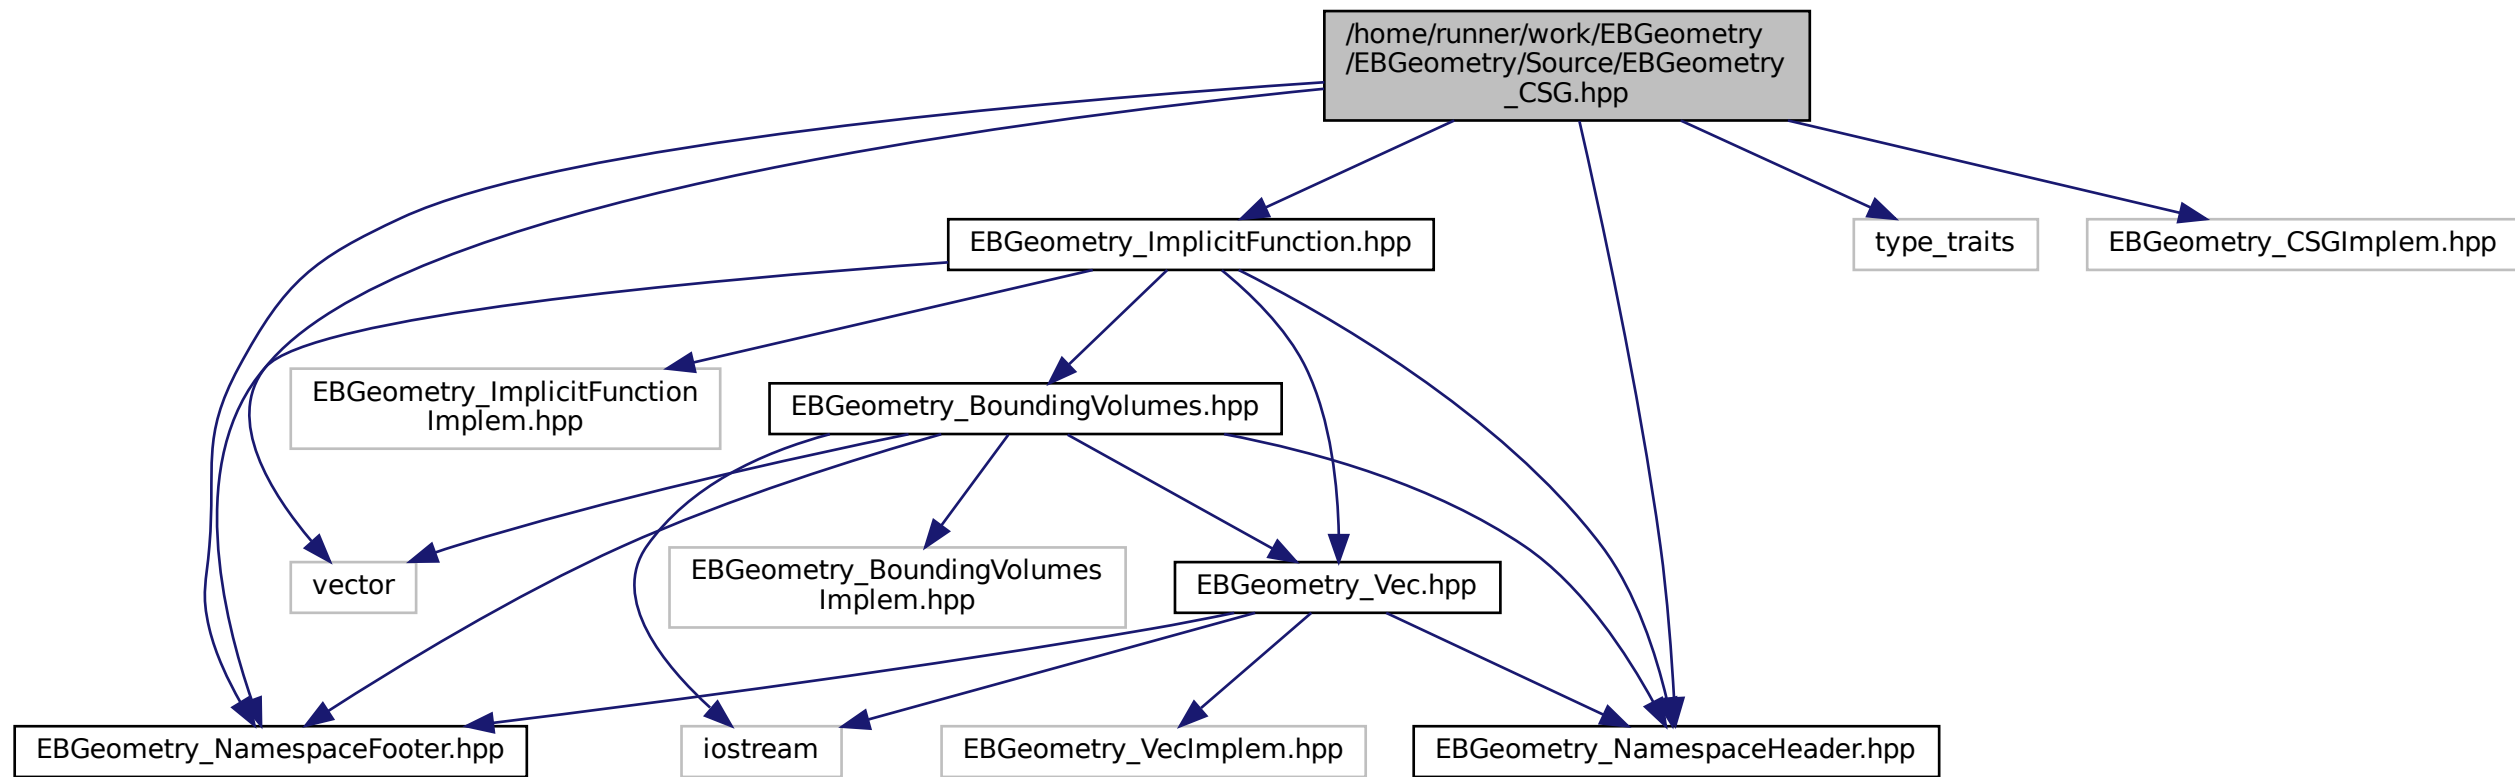 /home/runner/work/EBGeometry
/EBGeometry/Source/EBGeometry
_CSG.hpp
EBGeometry_ImplicitFunction.hpp
type_traits
EBGeometry_CSGImplem.hpp
EBGeometry_ImplicitFunction
Implem.hpp
EBGeometry_BoundingVolumes.hpp
vector
EBGeometry_BoundingVolumes
Implem.hpp
EBGeometry_Vec.hpp
EBGeometry_NamespaceFooter.hpp
iostream
EBGeometry_VecImplem.hpp
EBGeometry_NamespaceHeader.hpp